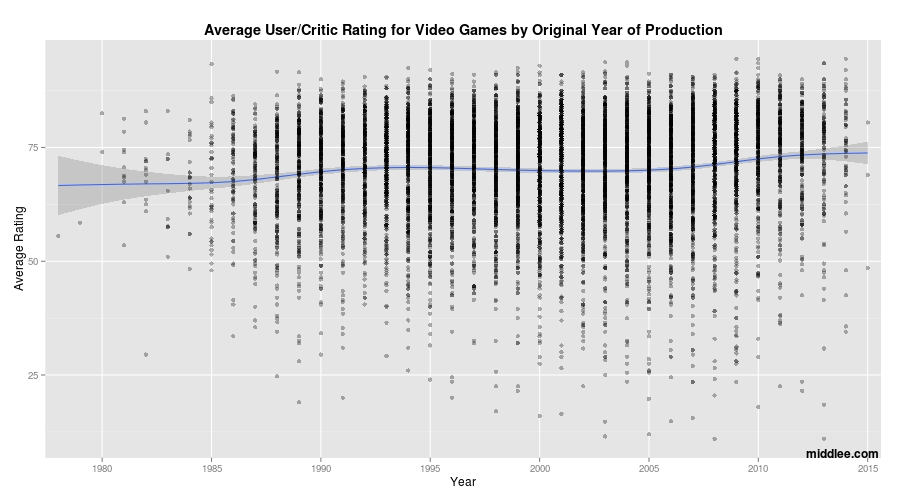 Average User/Critic Rating for Video Games by Original Year of Production
Average Rating
75
50
25
middlee.com
1980 1985 1990 1995 2000 2005 2010 2015
Year